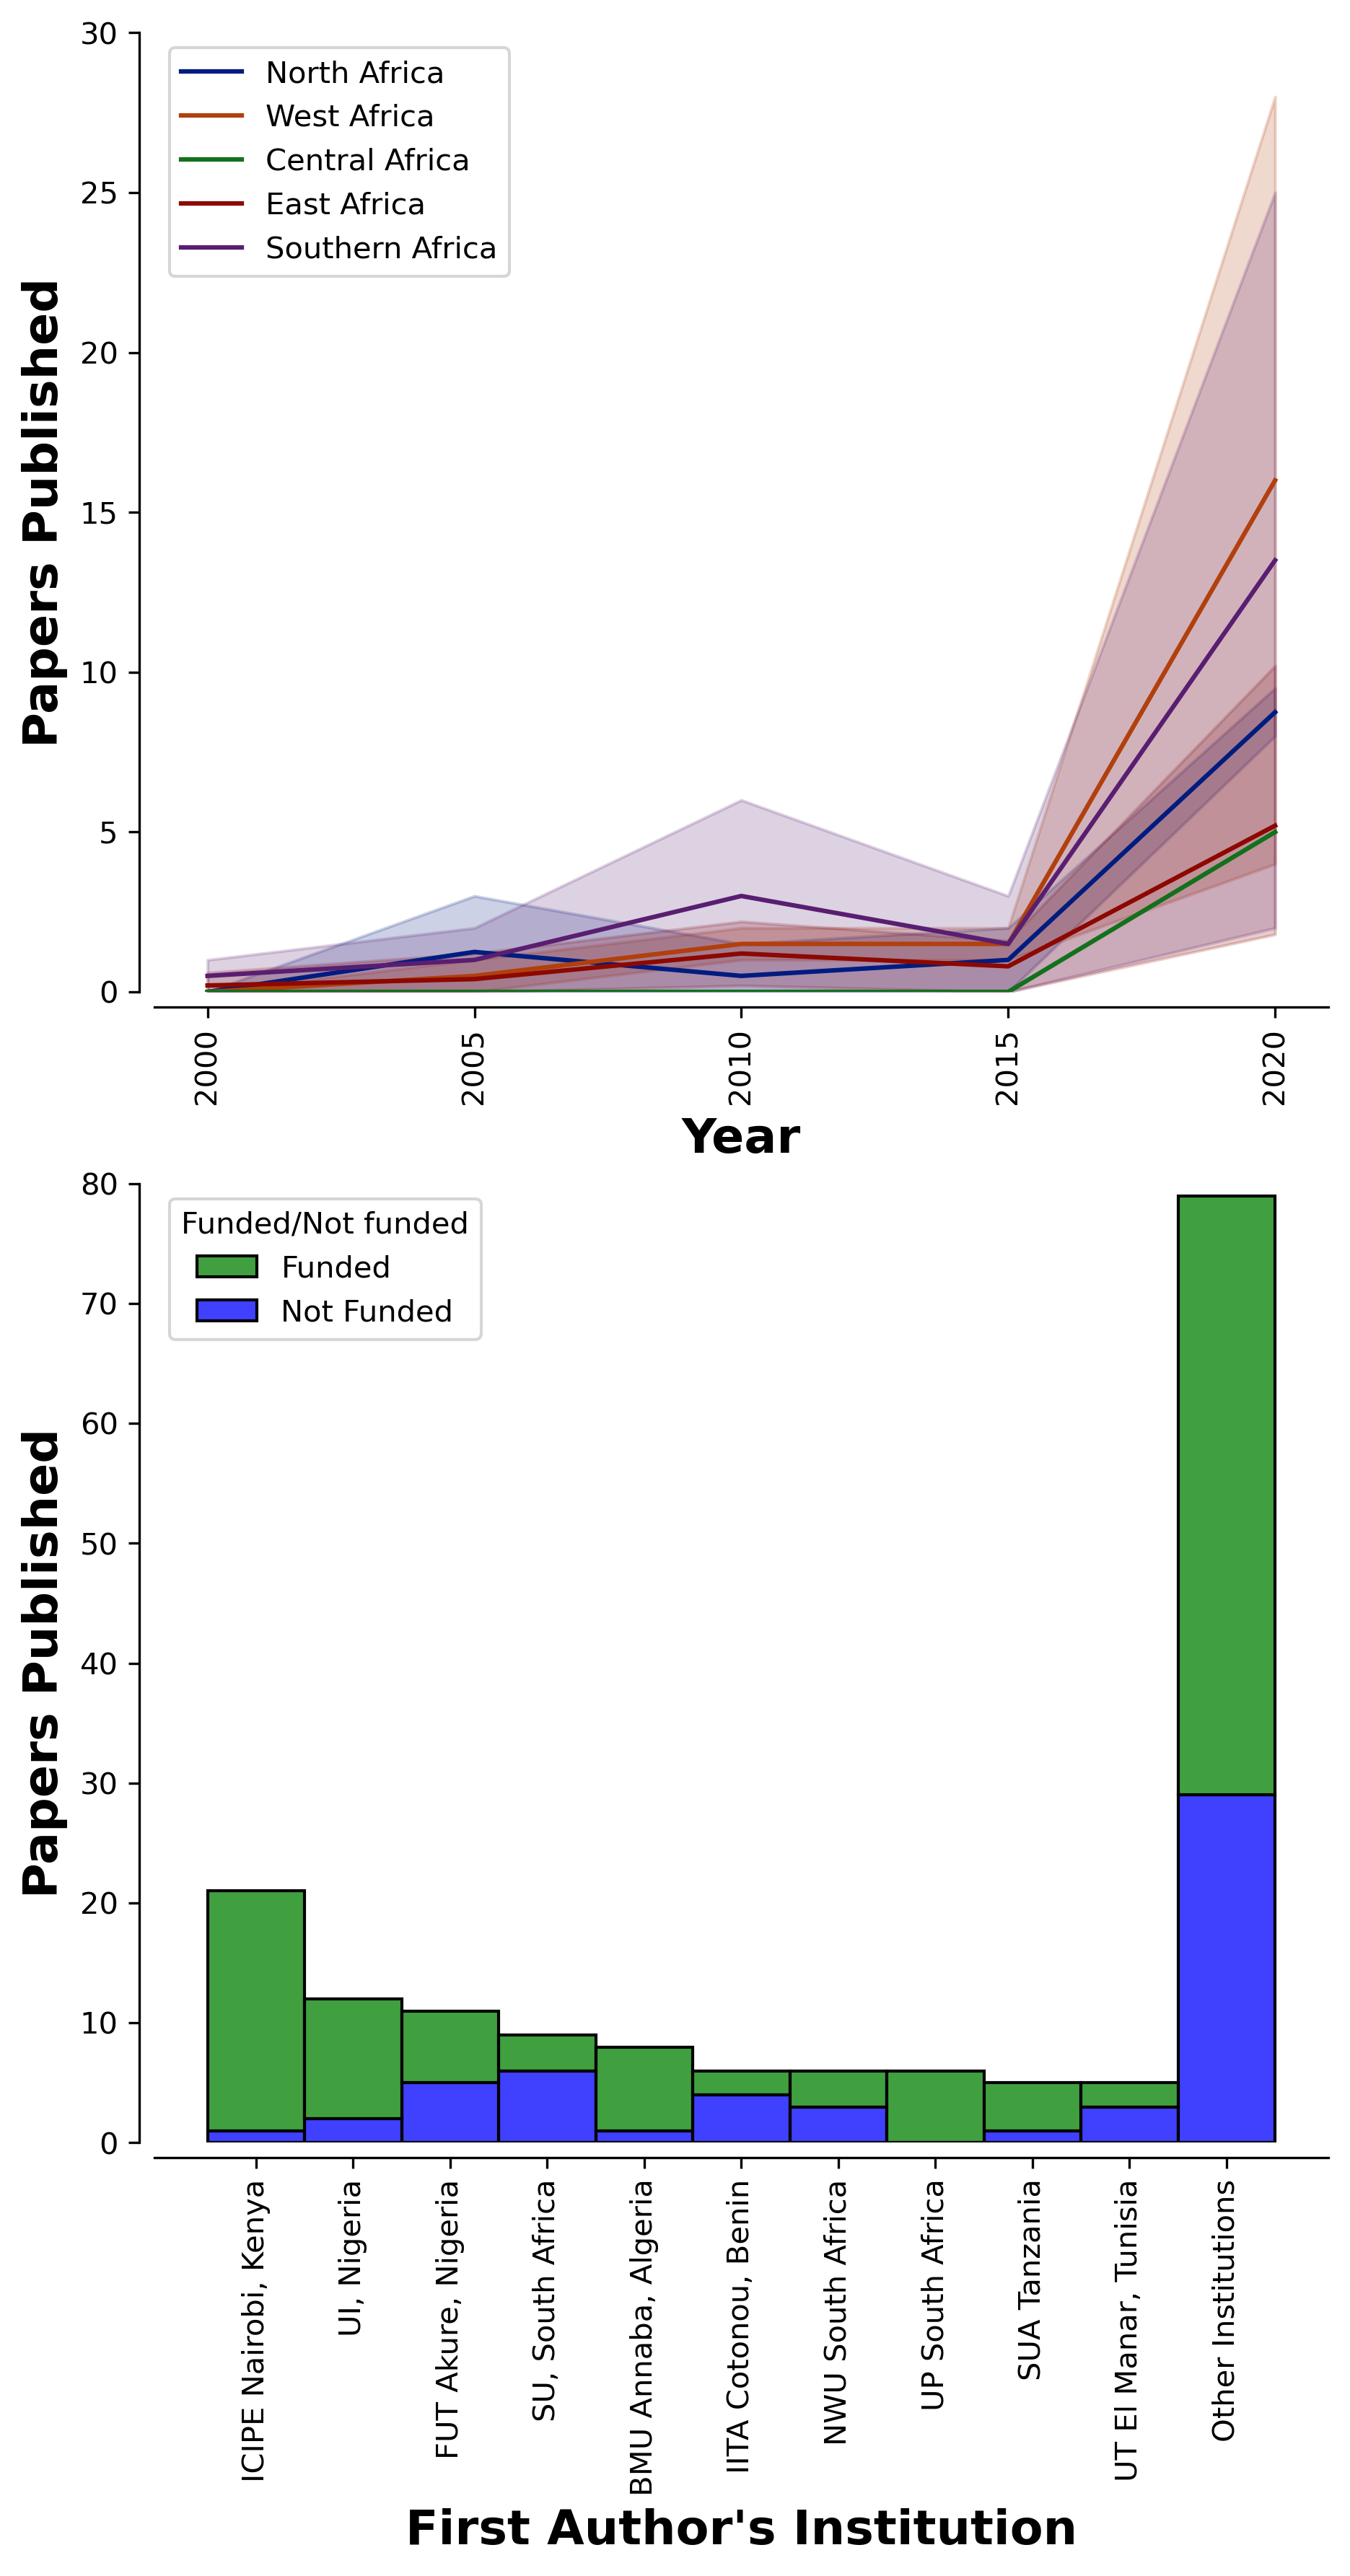 30
25
20
15
10
5
0
Papers Published
North Africa
West Africa
Central Africa
East Africa
Southern Africa
2000
2005
2010
2015
2020
Year
80
70
60
50
40
30
20
10
0
Papers Published
Funded/Not funded
Funded
Not Funded
ICIPE Nairobi, Kenya
UI, Nigeria
FUT Akure, Nigeria
SU, South Africa
BMU Annaba, Algeria
IITA Cotonou, Benin
NWU South Africa
UP South Africa
SUA Tanzania
UT El Manar, Tunisia
Other Institutions
First Author's Institution